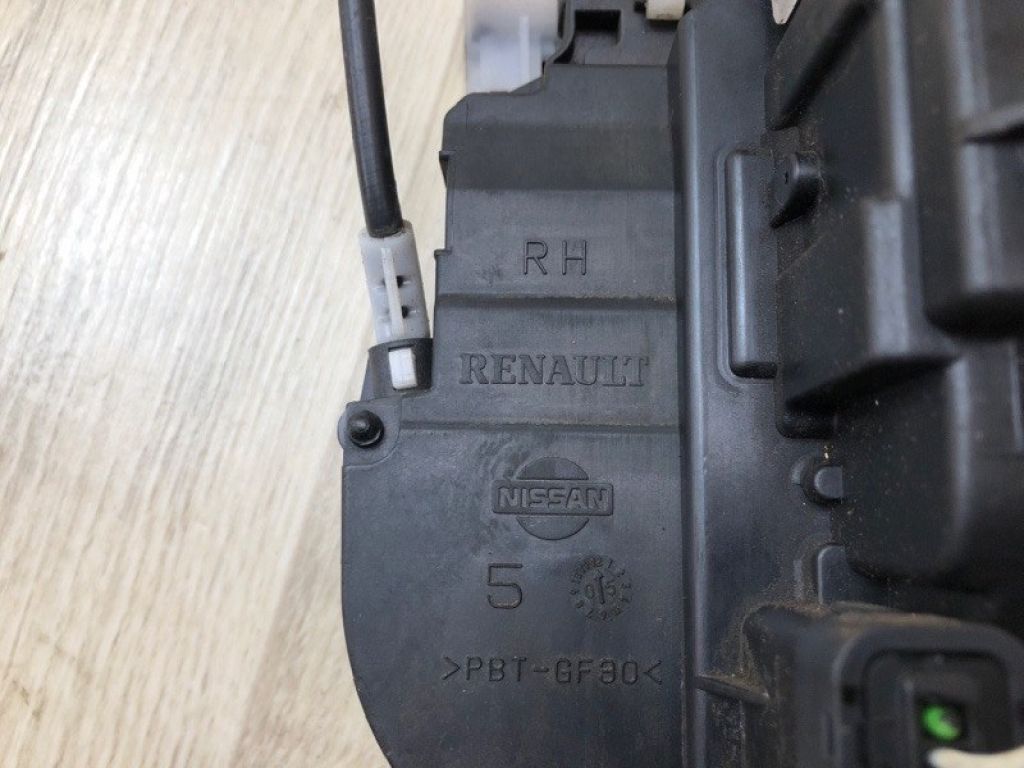 RH
RENAULT
NISSAN
5
>PBT-GF30<